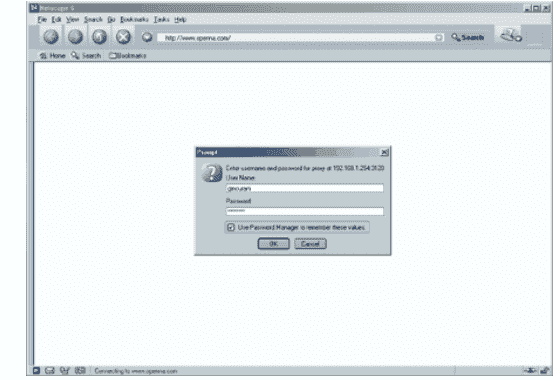 Netscape 6
File Edit View Search Go Bookmarks Tasks Help
http://www.openna.com/
Search
Home Search Bookmarks
Prompt
Enter username and password for proxy at 192.168.1.254:3128
User Name:
Password:
Use Password Manager to remember these values.
OK Cancel
Connecting to www.openna.com